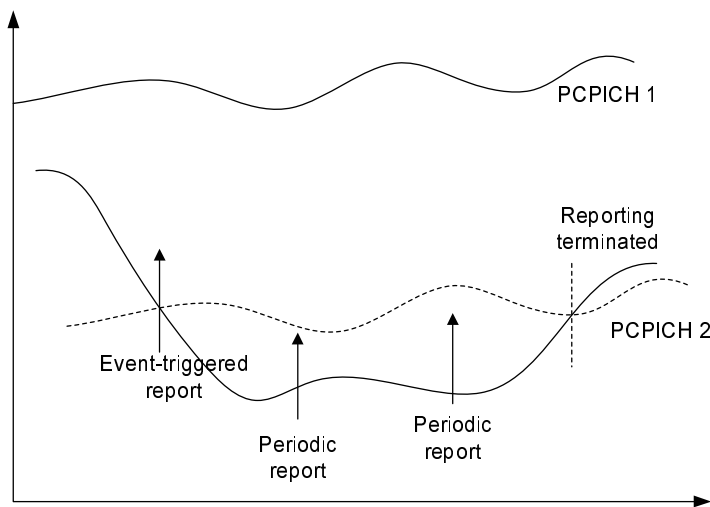 PCPICH 1
Reporting
terminated
PCPICH 2
Event-triggered
report
Periodic
report
Periodic
report